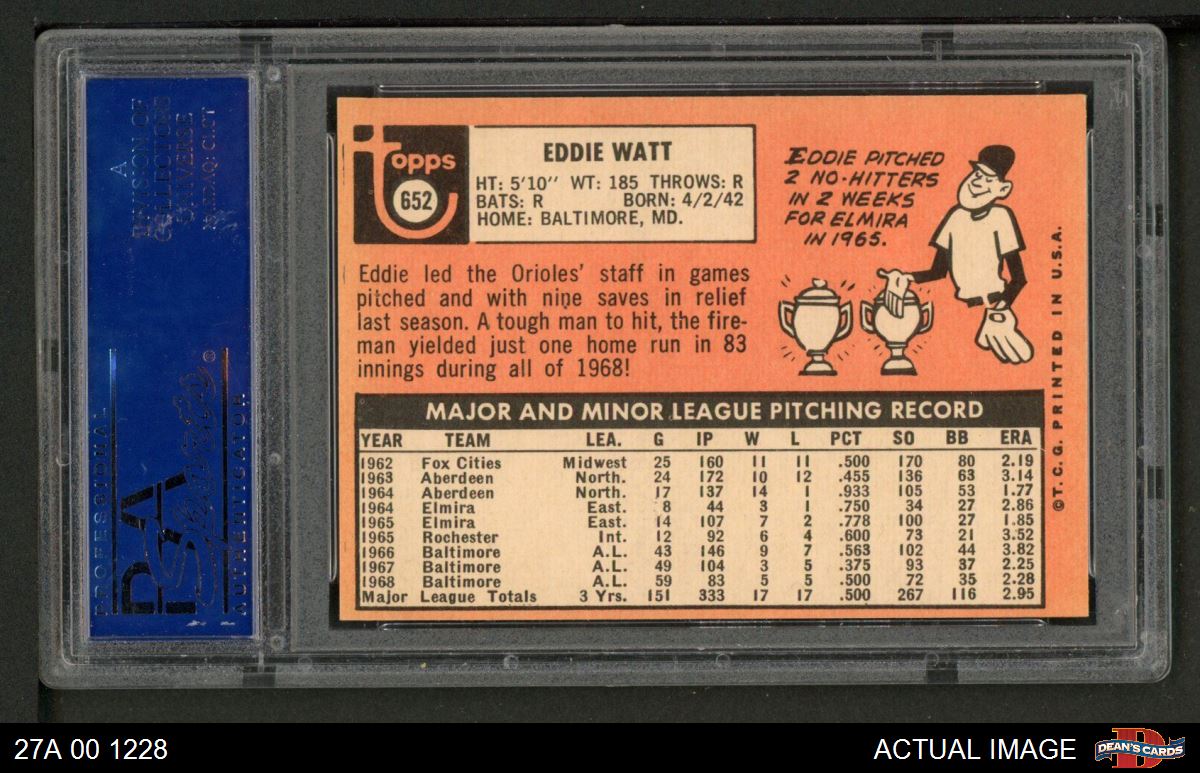 A
DIVISION OF
COLLECTORS
UNIVERSE
NASDAQ: CLCT
PROFESSIONAL
PSA
AUTHENTICATOR
®
topps
652
EDDIE WATT
HT: 5'10" WT: 185 THROWS: R
BATS: R BORN: 4/2/42
HOME: BALTIMORE, MD.
EDDIE PITCHED
2 NO-HITTERS
IN 2 WEEKS
FOR ELMIRA
IN 1965.
Eddie led the Orioles' staff in games
pitched and with nine saves in relief
last season. A tough man to hit, the fire-
man yielded just one home run in 83
innings during all of 1968!
MAJOR AND MINOR LEAGUE PITCHING RECORD
YEAR TEAM LEA. G IP W L PCT SO BB ERA
1962 Fox Cities Midwest 25 160 11 11 .500 170 80 2.19
1963 Aberdeen North. 24 172 10 12 .455 136 63 3.14
1964 Aberdeen North. 17 137 14 1 .933 105 53 1.77
1964 Elmira East. 8 44 3 1 .750 34 27 2.86
1965 Elmira East. 14 107 7 2 .778 100 27 1.85
1965 Rochester Int. 12 92 6 4 .600 73 21 3.52
1966 Baltimore A.L. 43 146 9 7 .563 102 44 3.82
1967 Baltimore A.L. 49 104 3 5 .375 93 37 2.25
1968 Baltimore A.L. 59 83 5 5 .500 72 35 2.28
Major League Totals 3 Yrs. 151 333 17 17 .500 267 116 2.95
©T.C.G. PRINTED IN U.S.A.
27A 00 1228
ACTUAL IMAGE
DEAN'S CARDS